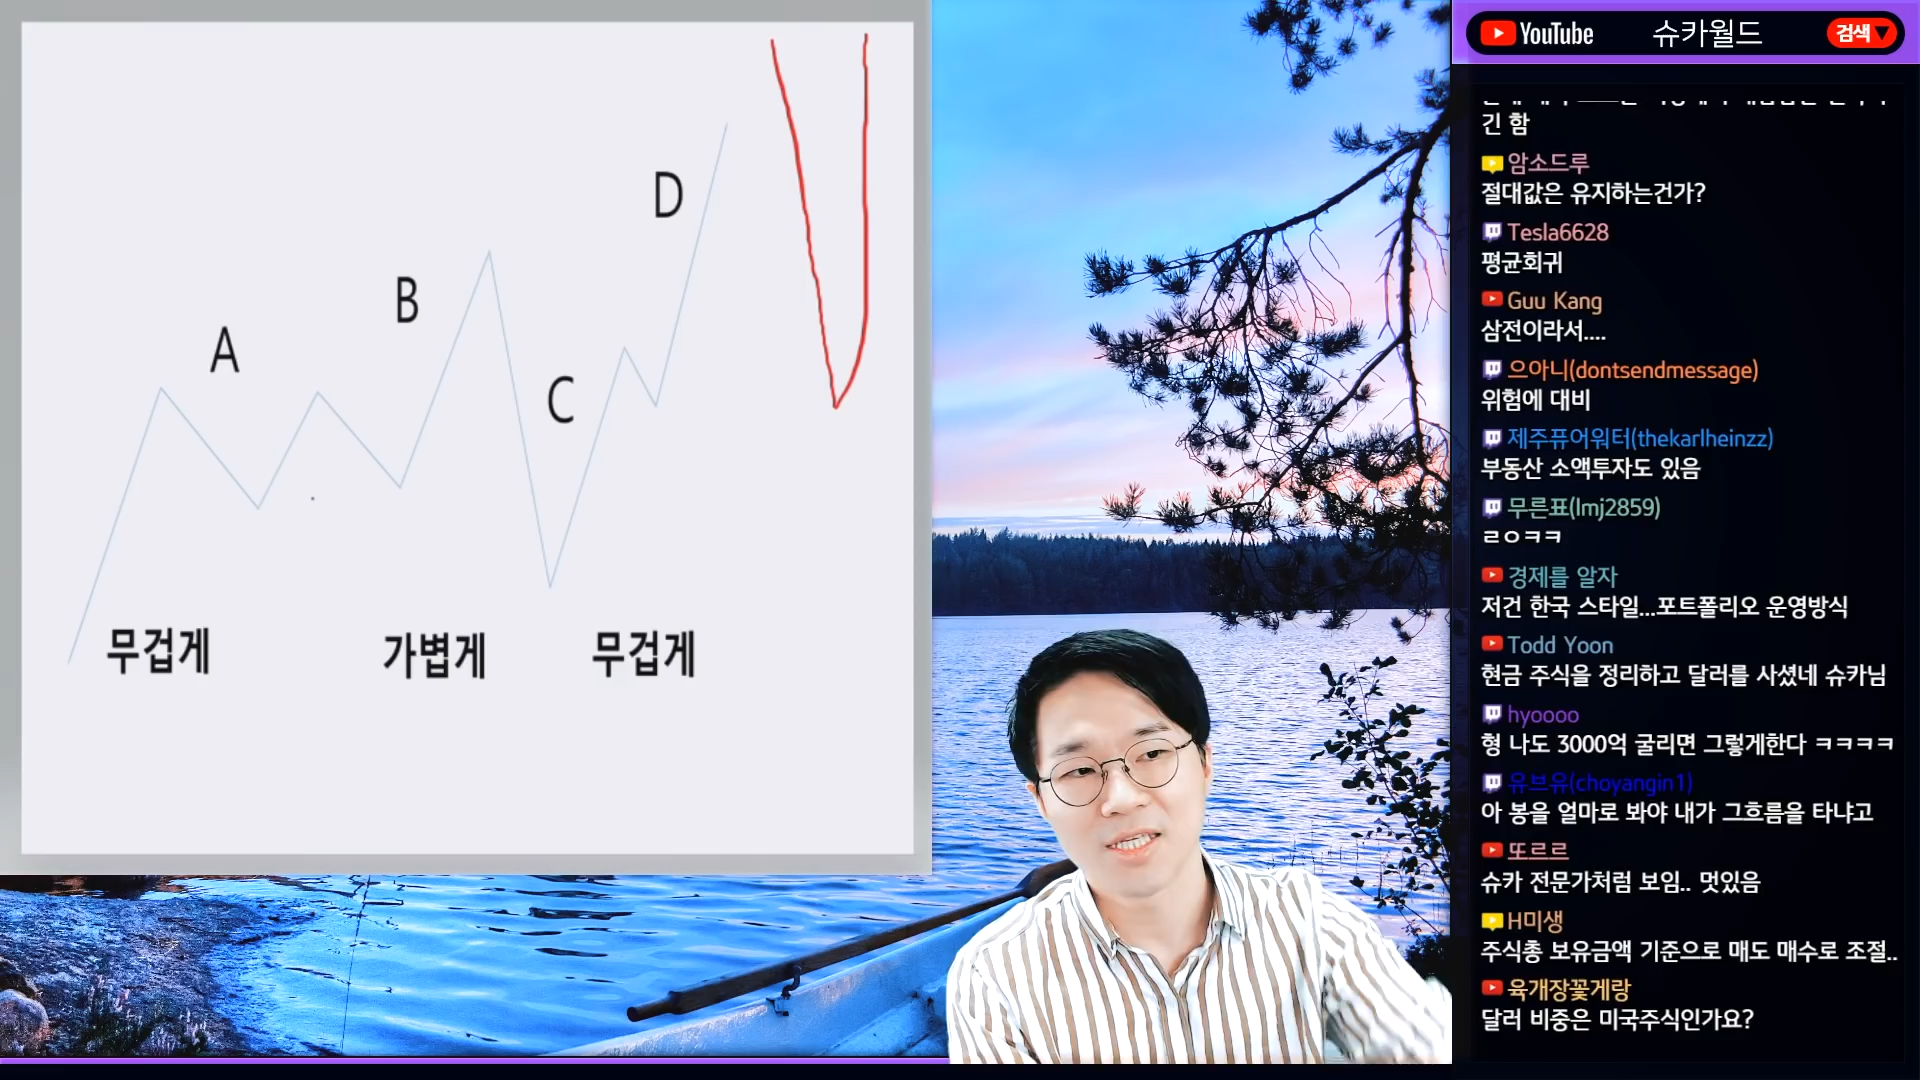 A
B
C
D
무겁게
가볍게
무겁게
YouTube
슈카월드
검색▼
긴 함
암소드루
절대값은 유지하는건가?
Tesla6628
평균회귀
Guu Kang
삼전이라서....
으아니(dontsendmessage)
위험에 대비
제주퓨어워터(thekarlheinzz)
부동산 소액투자도 있음
무른표(lmj2859)
ㄹㅇㅋㅋ
경제를 알자
저건 한국 스타일...포트폴리오 운영방식
Todd Yoon
현금 주식을 정리하고 달러를 사셨네 슈카님
hyoooo
형 나도 3000억 굴리면 그렇게한다 ㅋㅋㅋㅋ
유브유(choyangin1)
아 봉을 얼마로 봐야 내가 그흐름을 타냐고
또르르
슈카 전문가처럼 보임.. 멋있음
H미생
주식총 보유금액 기준으로 매도 매수로 조절..
육개장꽃게랑
달러 비중은 미국주식인가요?